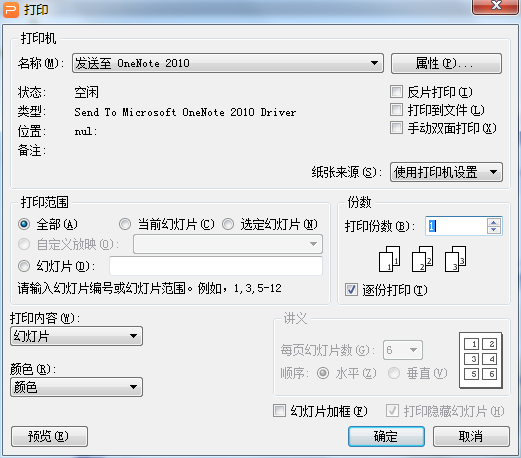 打印
打印机
名称(M): 发送至 OneNote 2010 属性(P)...
状态: 空闲 反片打印(I)
类型: Send To Microsoft OneNote 2010 Driver 打印到文件(L)
位置: nul: 手动双面打印(X)
备注:
纸张来源(S): 使用打印机设置
打印范围 份数
全部(A) 当前幻灯片(C) 选定幻灯片(N) 打印份数(B): 1
自定义放映(O):
幻灯片(D): 1 1 2 2 3 3
请输入幻灯片编号或幻灯片范围。例如，1,3,5-12 逐份打印(T)
打印内容(W): 讲义
幻灯片
每页幻灯片数(G): 6 1 2
颜色(R): 3 4
颜色 顺序: 水平(Z) 垂直(V) 5 6
幻灯片加框(F) 打印隐藏幻灯片(H)
预览(E) 确定 取消